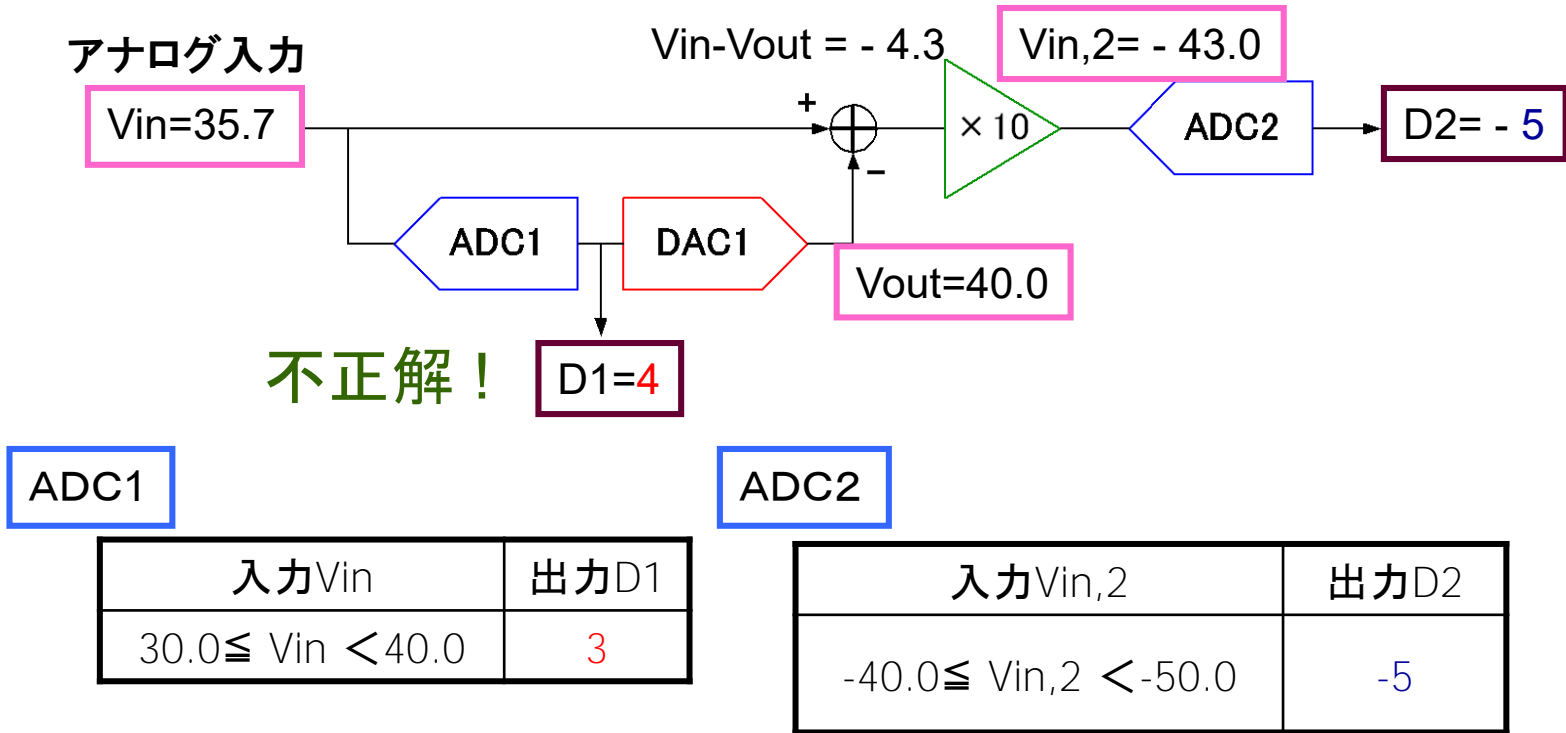 アナログ入力
Vin=35.7
Vin-Vout = - 4.3
Vin,2= - 43.0
+
-
× 10
ADC2
D2= - 5
ADC1
DAC1
Vout=40.0
不正解！
D1=4
ADC1
入力Vin 出力D1
30.0≦ Vin ＜40.0 3
ADC2
入力Vin,2 出力D2
-40.0≦ Vin,2 ＜-50.0 -5